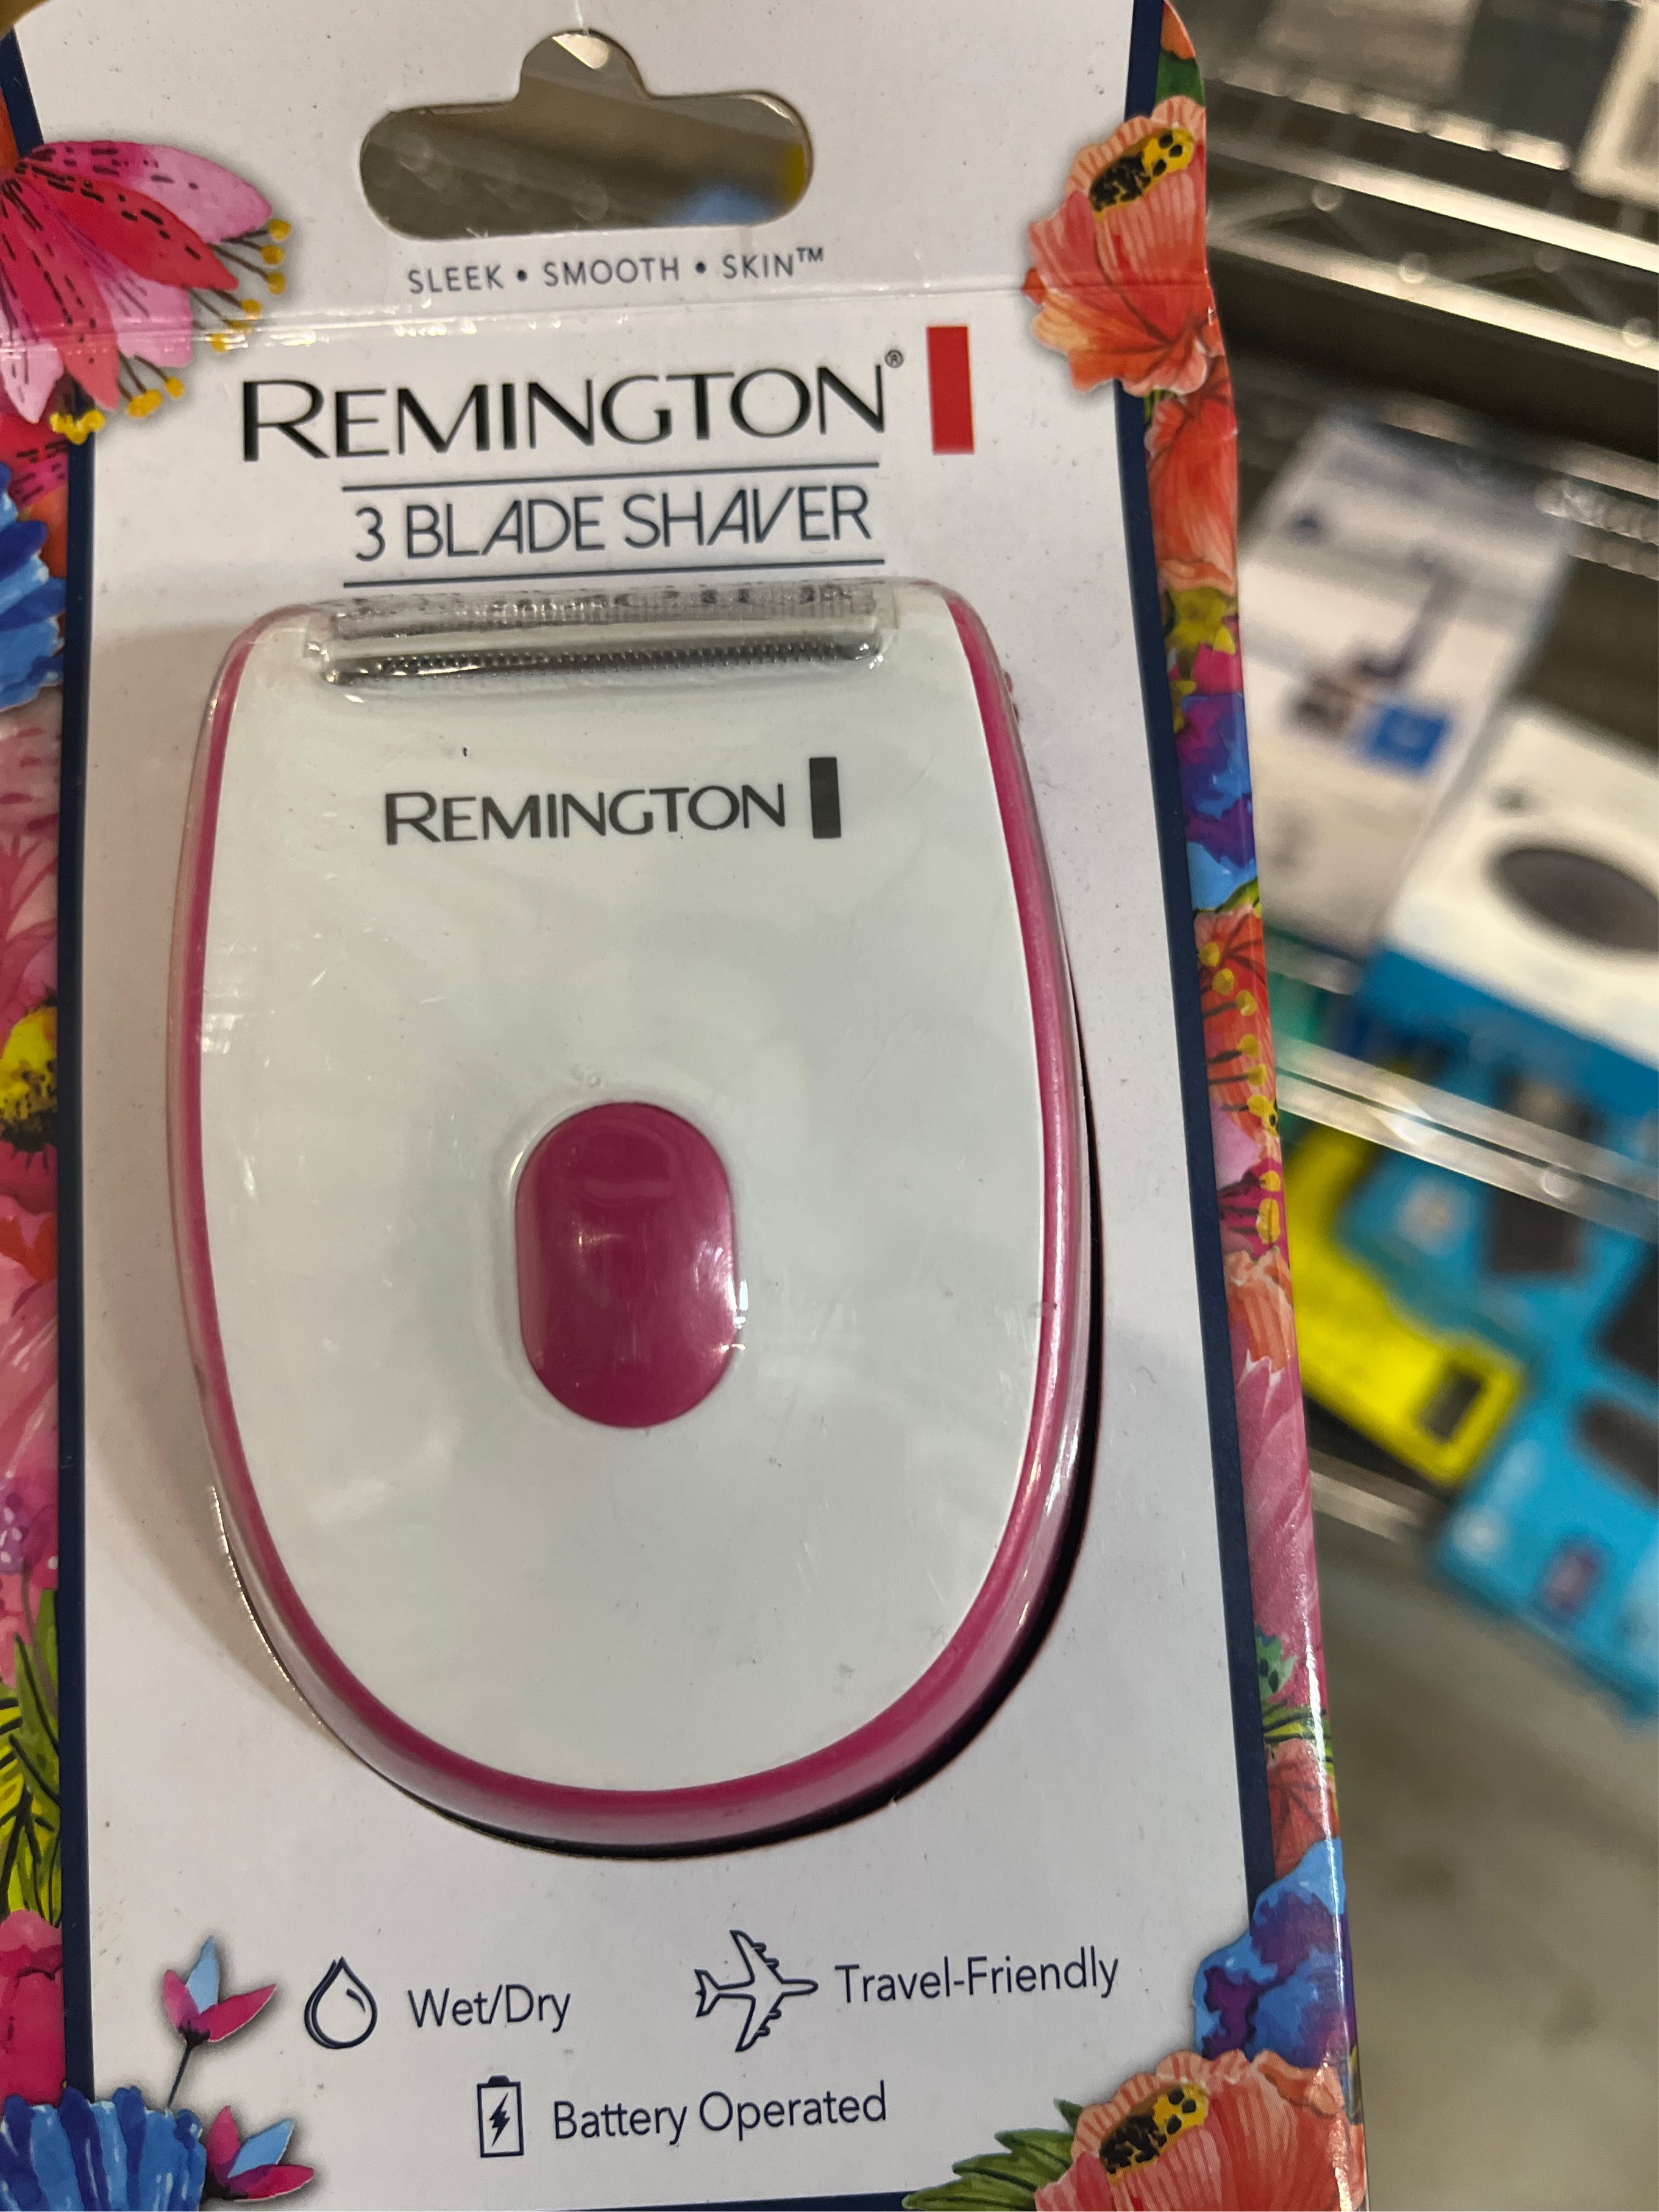 SLEEK • SMOOTH • SKIN™
REMINGTON®
3 BLADE SHAVER
REMINGTON
Wet/Dry
Travel-Friendly
Battery Operated